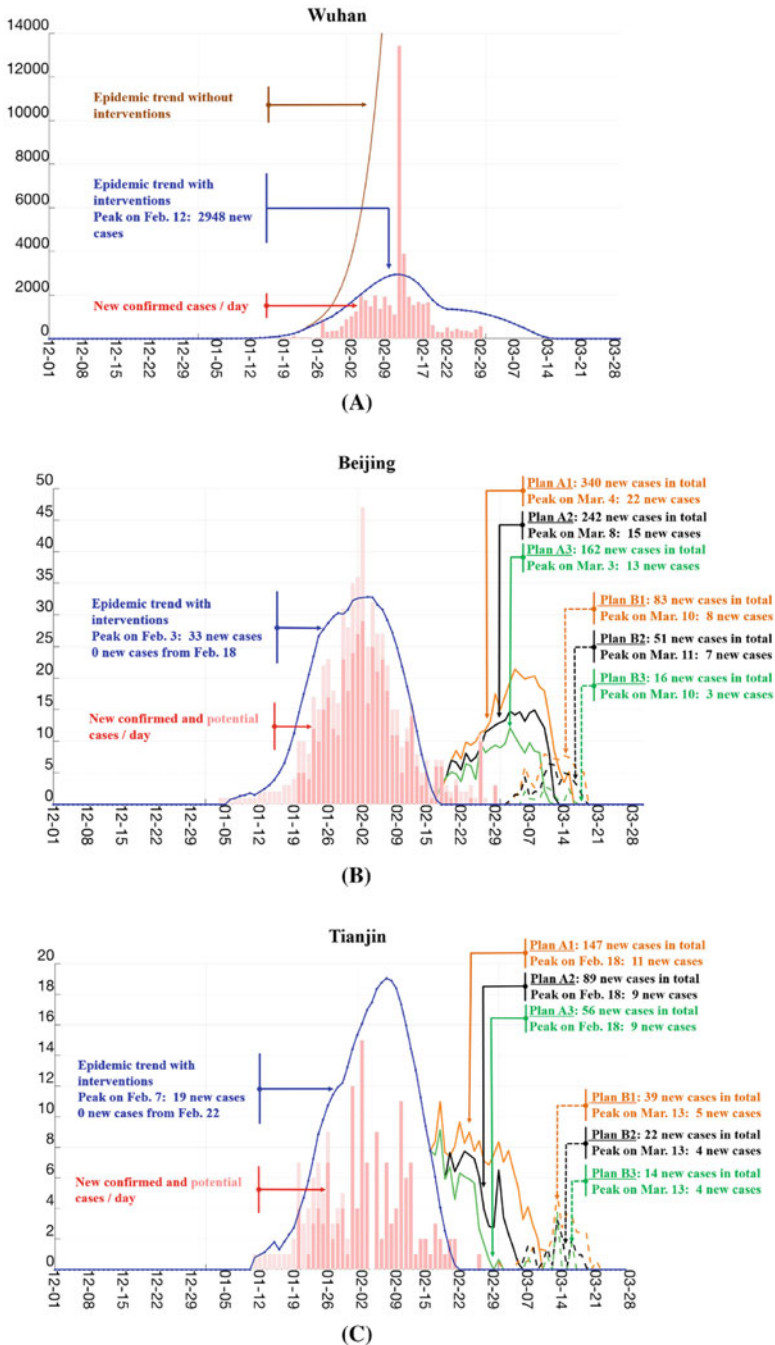 Wuhan
14000
12000
10000
8000
6000
4000
2000
0
Epidemic trend without
interventions
Epidemic trend with
interventions
Peak on Feb. 12: 2948 new
cases
New confirmed cases / day
12-01
12-08
12-15
12-22
12-29
01-05
01-12
01-19
01-26
02-02
02-09
02-17
02-29
03-07
03-14
03-21
03-28
(A)
Beijing
50
45
40
35
30
25
20
15
10
5
0
Epidemic trend with
interventions
Peak on Feb. 3: 33 new cases
0 new cases from Feb. 18
New confirmed and potential
cases / day
Plan A1: 340 new cases in total
Peak on Mar. 4: 22 new cases
Plan A2: 242 new cases in total
Peak on Mar. 8: 15 new cases
Plan A3: 162 new cases in total
Peak on Mar. 3: 13 new cases
Plan B1: 83 new cases in total
Peak on Mar. 10: 8 new cases
Plan B2: 51 new cases in total
Peak on Mar. 11: 7 new cases
Plan B3: 16 new cases in total
Peak on Mar. 10: 3 new cases
12-01
12-08
12-15
12-22
12-29
01-05
01-12
01-19
01-26
02-02
02-09
02-15
02-22
02-29
03-07
03-14
03-21
03-28
(B)
Tianjin
20
18
16
14
12
10
8
6
4
2
0
Epidemic trend with
interventions
Peak on Feb. 7: 19 new cases
0 new cases from Feb. 22
New confirmed and potential
cases / day
Plan A1: 147 new cases in total
Peak on Feb. 18: 11 new cases
Plan A2: 89 new cases in total
Peak on Feb. 18: 9 new cases
Plan A3: 56 new cases in total
Peak on Feb. 18: 9 new cases
Plan B1: 39 new cases in total
Peak on Mar. 13: 5 new cases
Plan B2: 22 new cases in total
Peak on Mar. 13: 4 new cases
Plan B3: 14 new cases in total
Peak on Mar. 13: 4 new cases
12-01
12-08
12-15
12-22
12-29
01-05
01-12
01-19
01-26
02-02
02-09
02-15
02-22
02-29
03-07
03-14
03-21
03-28
(C)